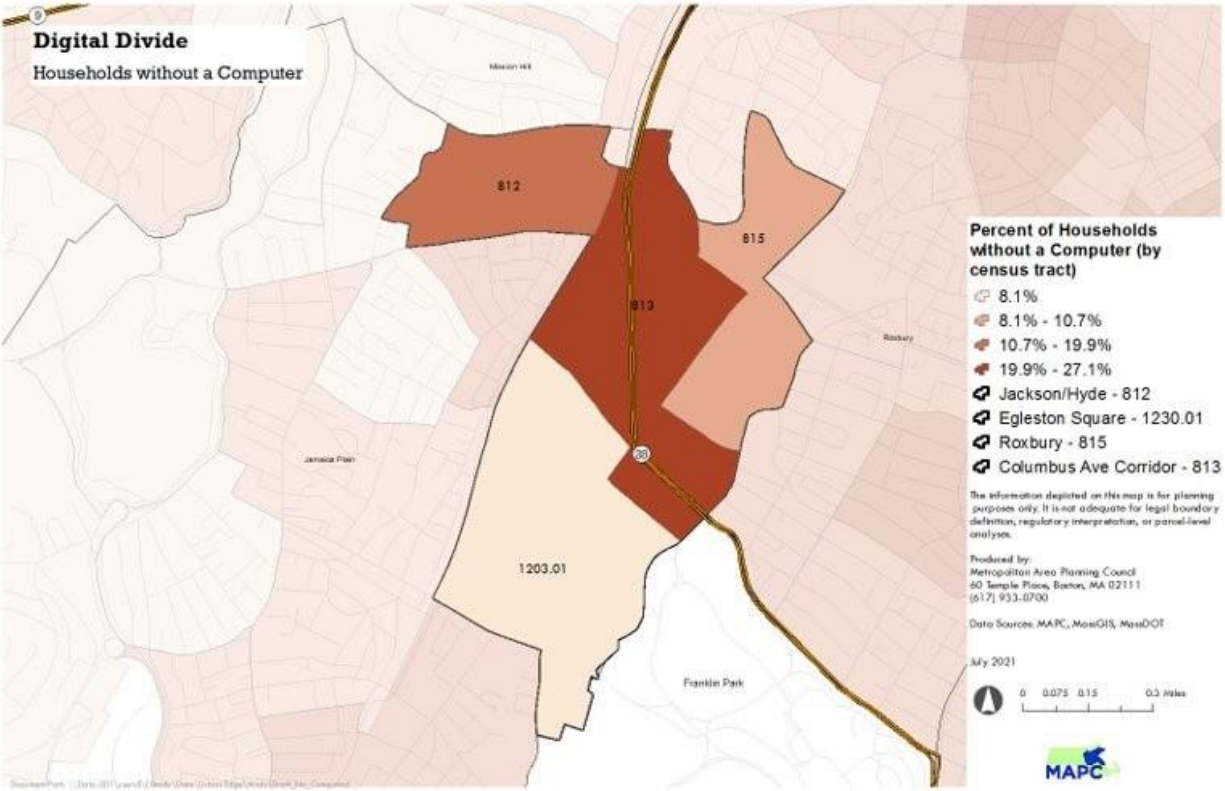 9
Digital Divide
Households without a Computer
Mission Hill
812
815
813
Roxbury
Jamaica Plain
28
1203.01
Franklin Park
Percent of Households
without a Computer (by
census tract)
8.1%
8.1% - 10.7%
10.7% - 19.9%
19.9% - 27.1%
Jackson/Hyde - 812
Egleston Square - 1230.01
Roxbury - 815
Columbus Ave Corridor - 813
The information depicted on this map is for planning
purposes only. It is not adequate for legal boundary
definition, regulatory interpretation, or parcel-level
analyses.
Produced by:
Metropolitan Area Planning Council
60 Temple Place, Boston, MA 02111
(617) 933-0700
Data Sources: MAPC, MassGIS, MassDOT
July 2021
0 0.075 0.15 0.3 Miles
MAPC
Document Path: